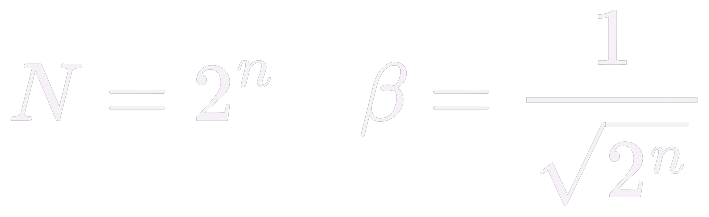 N = 2^n   β = 1/√(2^n)